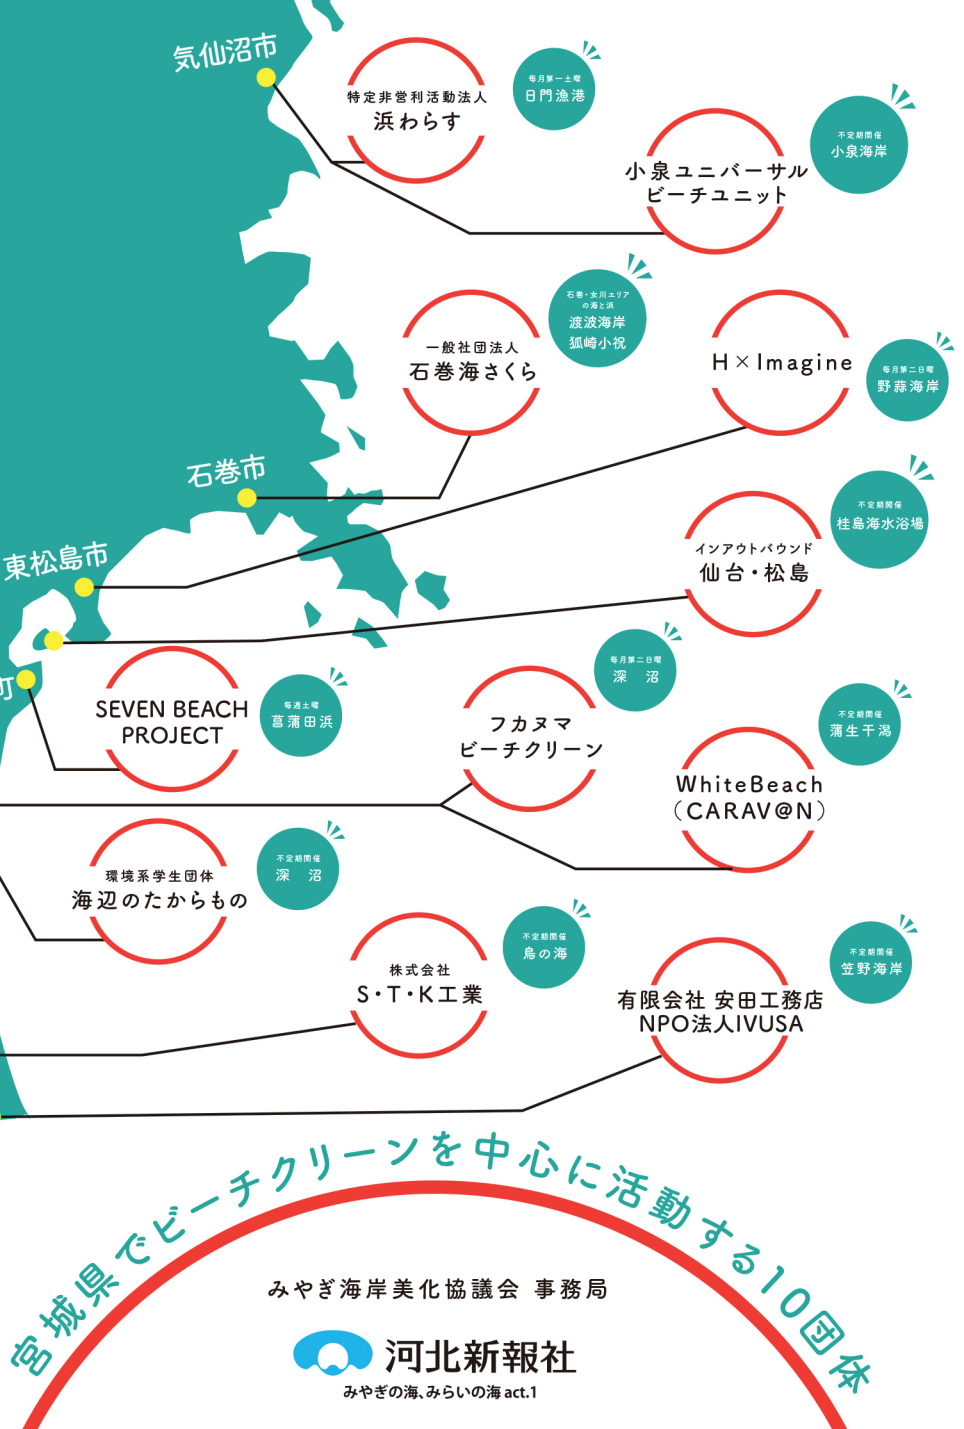 気仙沼市
特定非営利活動法人
浜わらす
毎月第一土曜
日門漁港
小泉ユニバーサル
ビーチユニット
不定期開催
小泉海岸
石巻・女川エリア
の海と浜
渡波海岸
狐崎小祝
一般社団法人
石巻海さくら
H×Imagine
毎月第二日曜
野蒜海岸
石巻市
不定期開催
桂島海水浴場
インアウトバウンド
仙台・松島
東松島市
町
SEVEN BEACH
PROJECT
毎週土曜
菖蒲田浜
毎月第二日曜
深 沼
フカヌマ
ビーチクリーン
不定期開催
蒲生干潟
WhiteBeach
（CARAV@N）
環境系学生団体
海辺のたからもの
不定期開催
深 沼
株式会社
S・T・K工業
不定期開催
鳥の海
有限会社 安田工務店
NPO法人IVUSA
不定期開催
笠野海岸
宮城県でビーチクリーンを中心に活動する10団体
みやぎ海岸美化協議会 事務局
河北新報社
みやぎの海、みらいの海 act.1